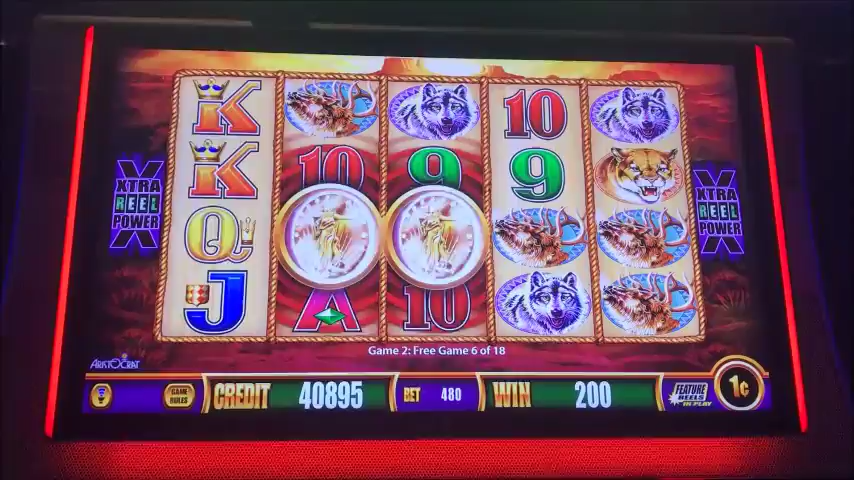 K
10
K
10
9
9
XTRA
REEL
POWER
X
XTRA
REEL
POWER
X
Q
J
A
10
Game 2: Free Game 6 of 18
ARISTOCRAT
GAME
RULES
CREDIT 40895
BET 480
WIN 200
FEATURE
REELS
IN PLAY
1¢